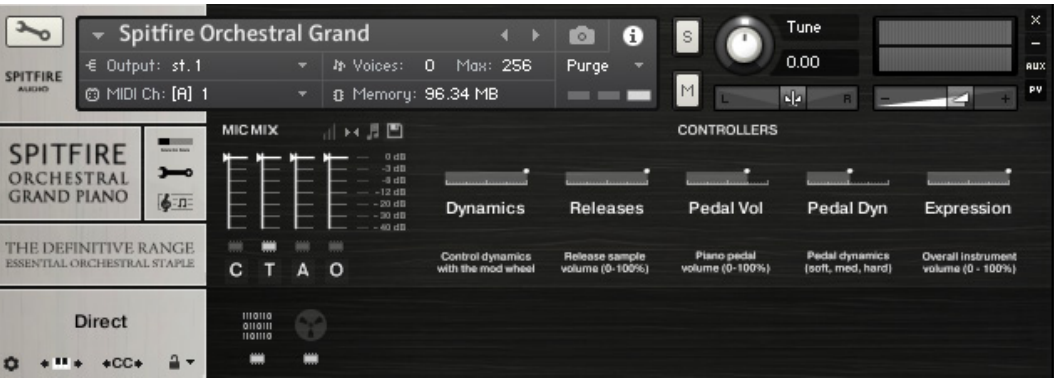 Spitfire Orchestral Grand
Output: st.1
Voices: 0 Max: 256
Purge
MIDI Ch: [A] 1
Memory: 96.34 MB
S
M
Tune
0.00
L
R
-
+
×
-
AUX
PV
SPITFIRE
AUDIO
SPITFIRE
ORCHESTRAL
GRAND PIANO
THE DEFINITIVE RANGE
ESSENTIAL ORCHESTRAL STAPLE
Direct
CC
MIC MIX
0 dB
-3 dB
-8 dB
-12 dB
-20 dB
-30 dB
-40 dB
C T A O
CONTROLLERS
Dynamics
Control dynamics
with the mod wheel
Releases
Release sample
volume (0-100%)
Pedal Vol
Piano pedal
volume (0-100%)
Pedal Dyn
Pedal dynamics
(soft, med, hard)
Expression
Overall instrument
volume (0 - 100%)
1110110
0110111
1101110